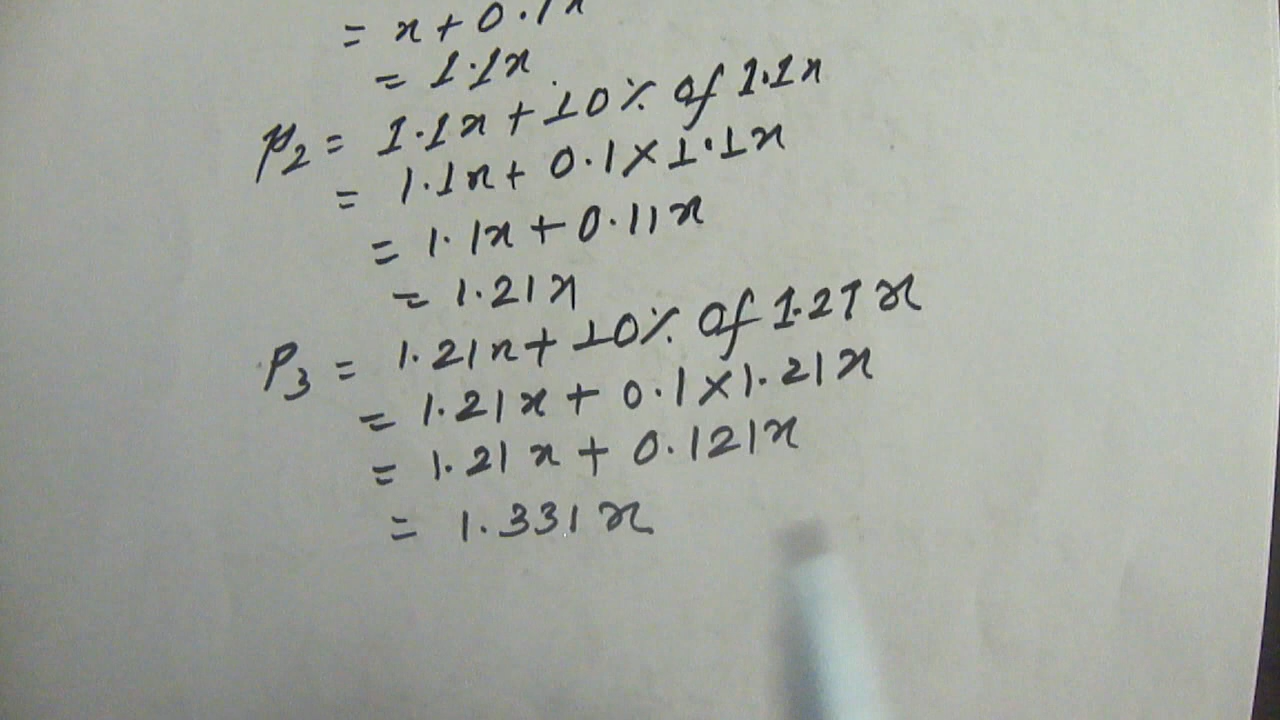 = x + 0.1x
= 1.1x
P2 = 1.1x + 10% of 1.1x
= 1.1x + 0.1 × 1.1x
= 1.1x + 0.11x
= 1.21x
P3 = 1.21x + 10% of 1.21x
= 1.21x + 0.1 × 1.21x
= 1.21x + 0.121x
= 1.331x